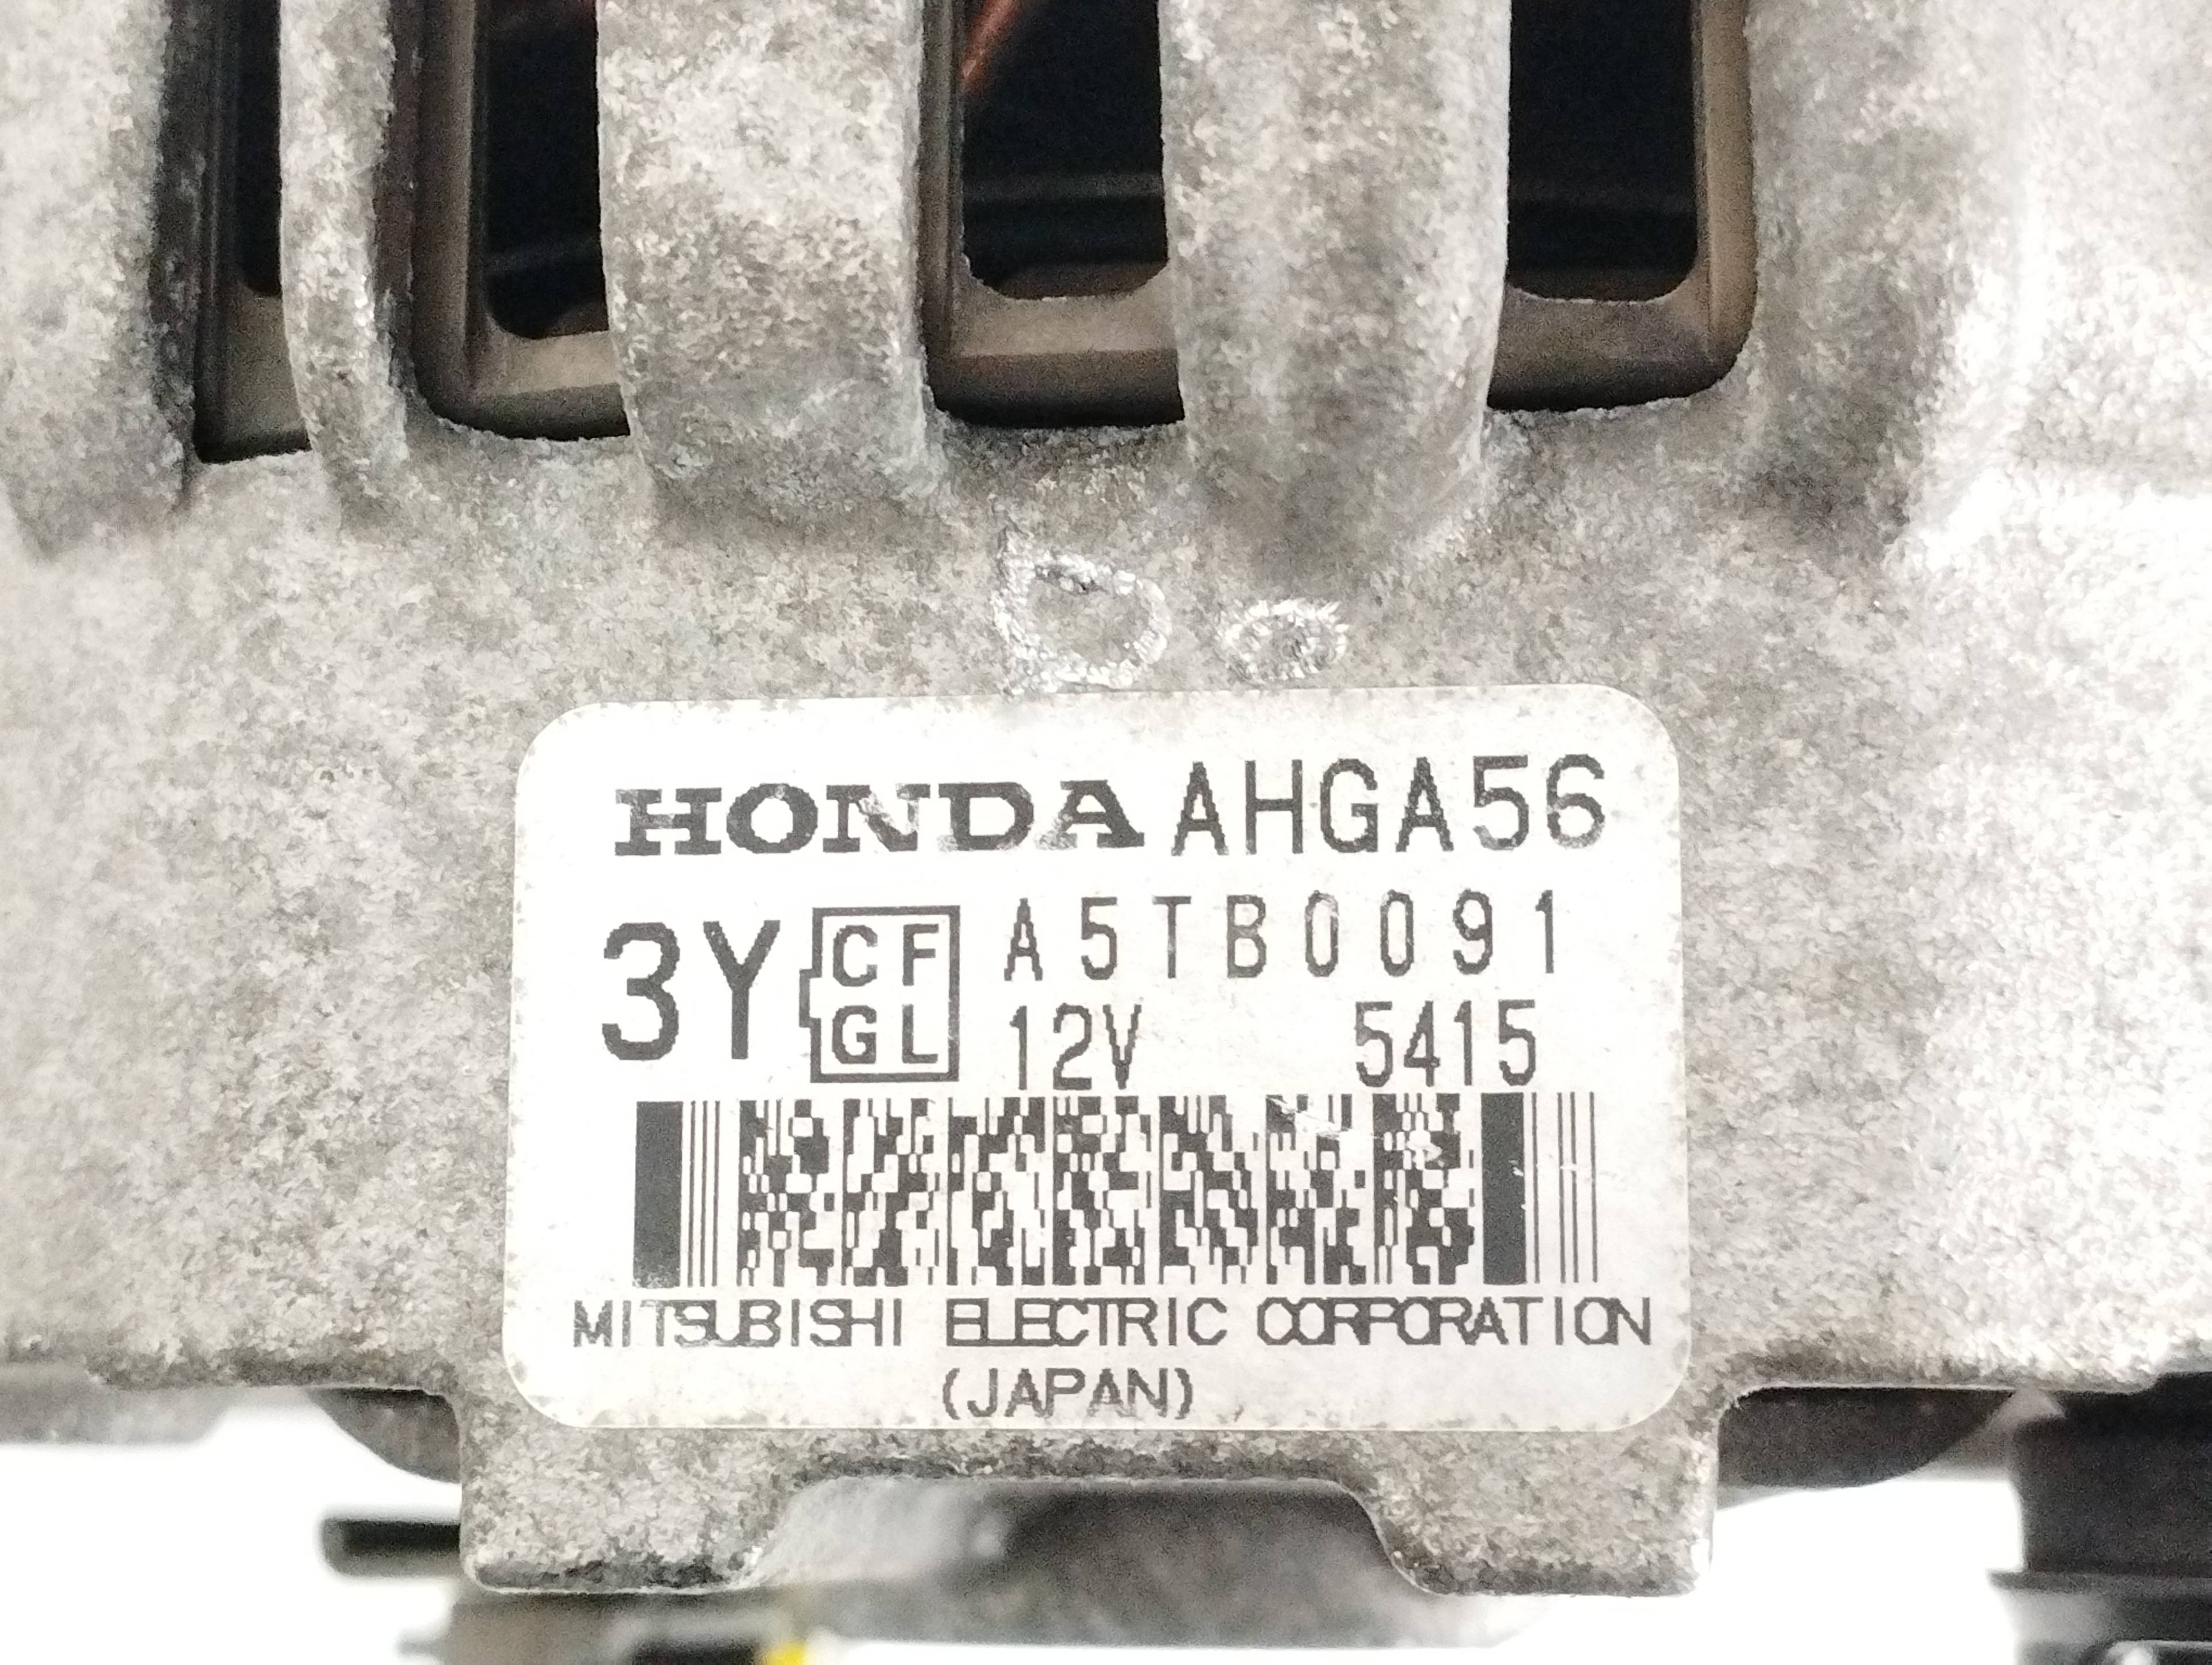 HONDA AHGA56
3Y CF A5TB0091
GL 12V 5415
MITSUBISHI ELECTRIC CORPORATION
(JAPAN)